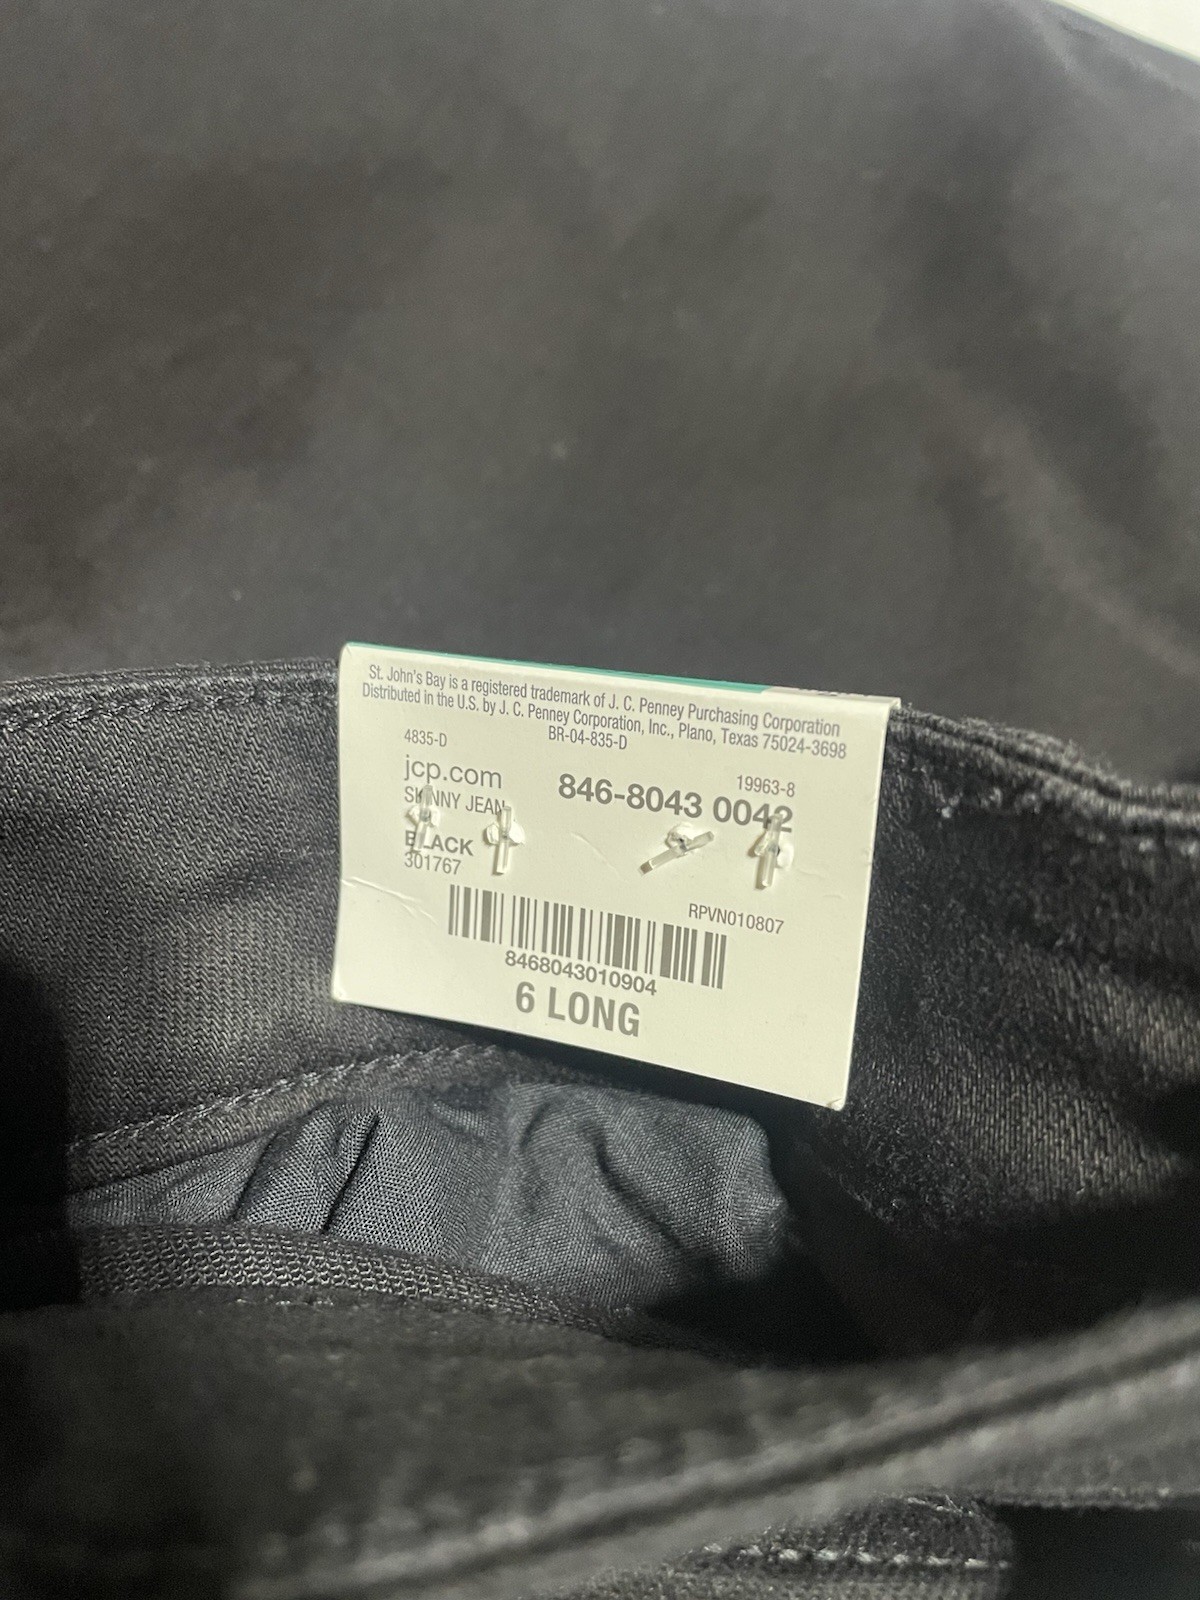 St. John's Bay is a registered trademark of J. C. Penney Purchasing Corporation
Distributed in the U.S. by J. C. Penney Corporation, Inc., Plano, Texas 75024-3698
4835-D BR-04-835-D
jcp.com 19963-8
SKINNY JEAN 846-8043 0042
BLACK
301767
RPVN010807
8468043010904
6 LONG